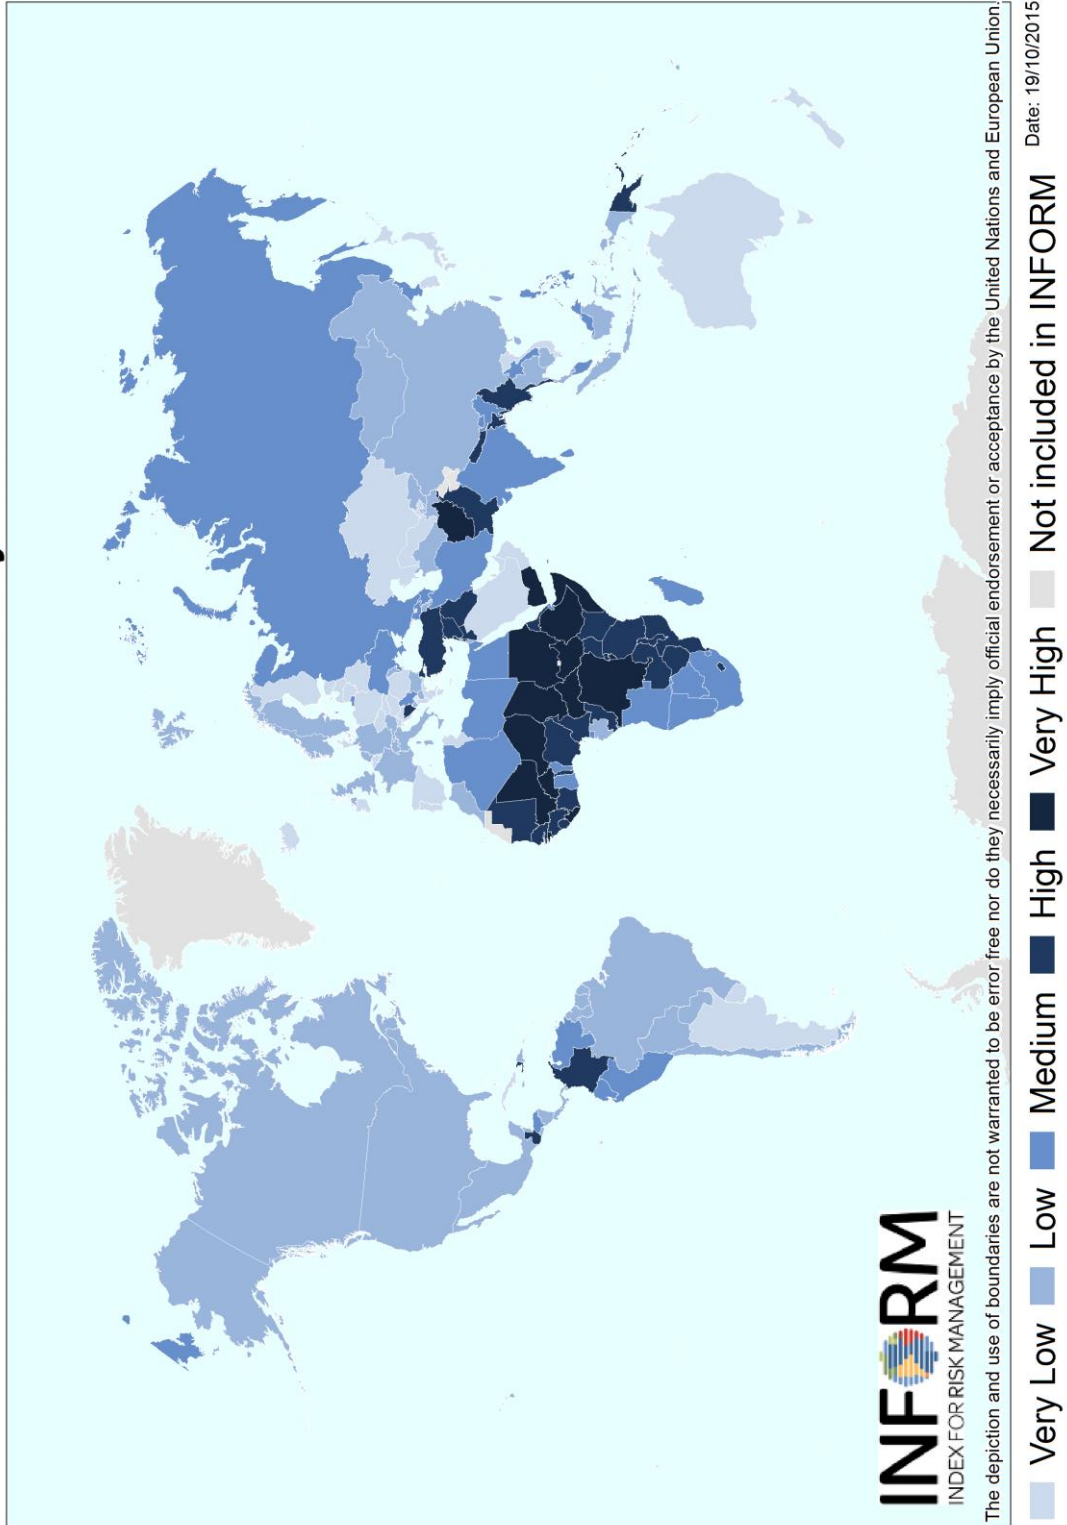 INFORM
INDEX FOR RISK MANAGEMENT
The depiction and use of boundaries are not warranted to be error free nor do they necessarily imply official endorsement or acceptance by the United Nations and European Union.
Very Low Low Medium High Very High Not included in INFORM Date: 19/10/2015